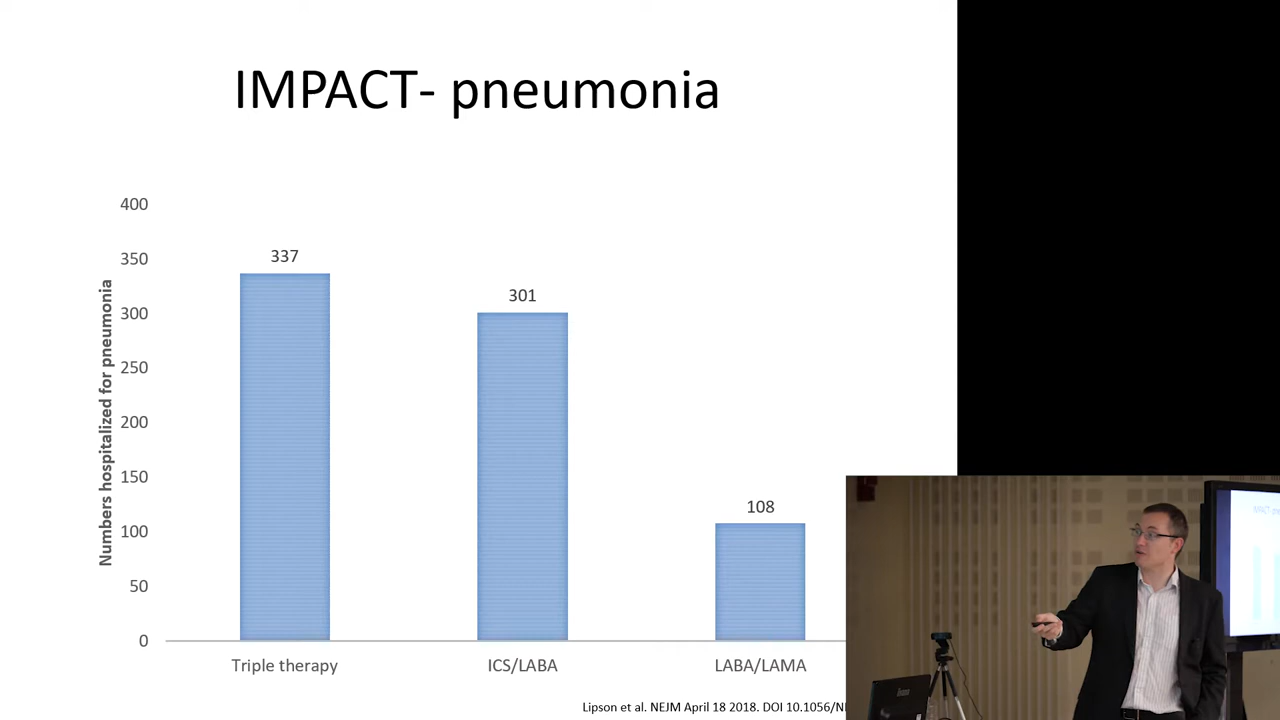 IMPACT- pneumonia
Numbers hospitalized for pneumonia
400
350
300
250
200
150
100
50
0
337
301
108
Triple therapy
ICS/LABA
LABA/LAMA
Lipson et al. NEJM April 18 2018. DOI 10.1056/